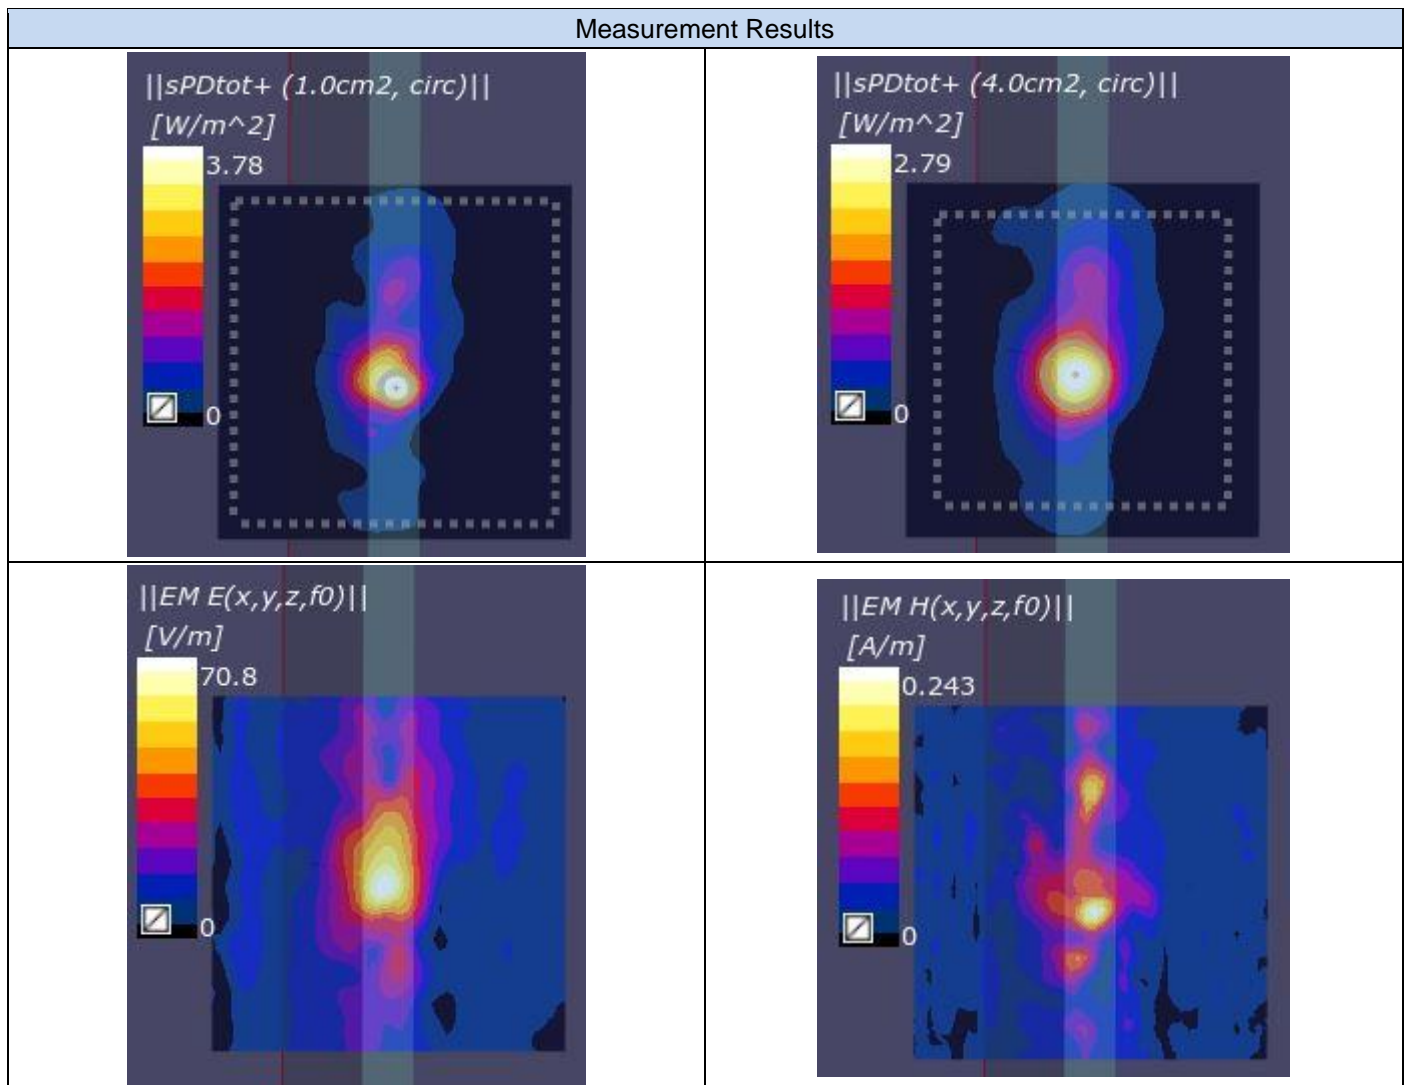 Measurement Results
||sPDtot+ (1.0cm2, circ)||
[W/m^2]
3.78
0
||sPDtot+ (4.0cm2, circ)||
[W/m^2]
2.79
0
||EM E(x,y,z,f0)||
[V/m]
70.8
0
||EM H(x,y,z,f0)||
[A/m]
0.243
0